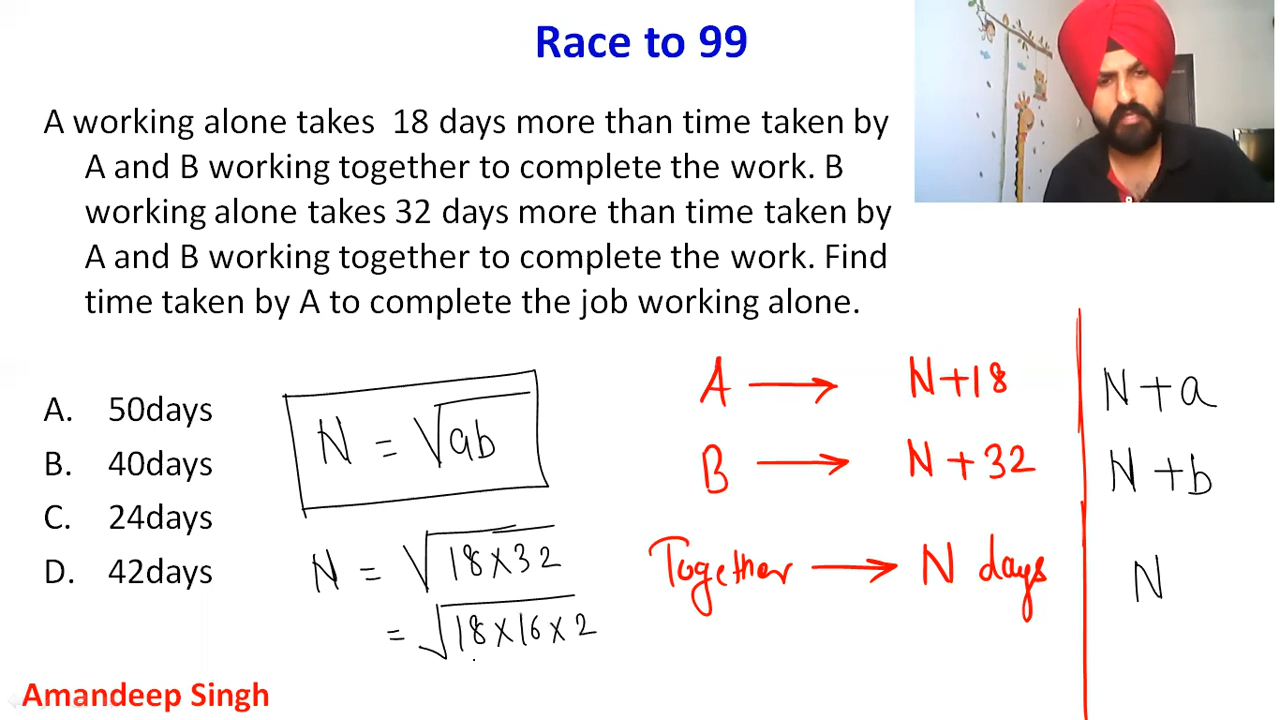 Race to 99
A working alone takes 18 days more than time taken by
A and B working together to complete the work. B
working alone takes 32 days more than time taken by
A and B working together to complete the work. Find
time taken by A to complete the job working alone.
A. 50days
B. 40days
C. 24days
D. 42days
N = √ab
N = √18×32
= √18×16×2
A → N+18
B → N+32
Together → N days
N+a
N+b
N
Amandeep Singh